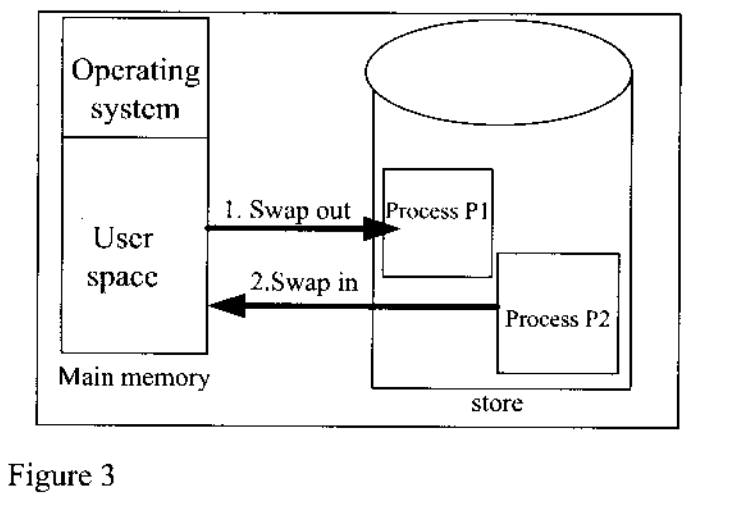 Operating
system
1. Swap out
Process P1
User
space
2.Swap in
Process P2
Main memory
store
Figure 3